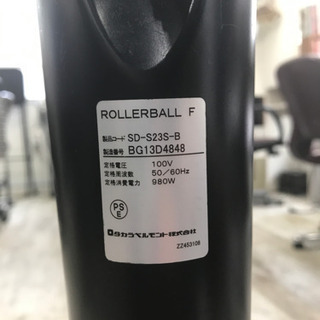 ROLLERBALL F
製品コード SD-S23S-B
製造番号 BG13D4848
定格電圧 100V
定格周波数 50/60Hz
定格消費電力 980W
PS
E
タカラベルモント株式会社
ZZ453108